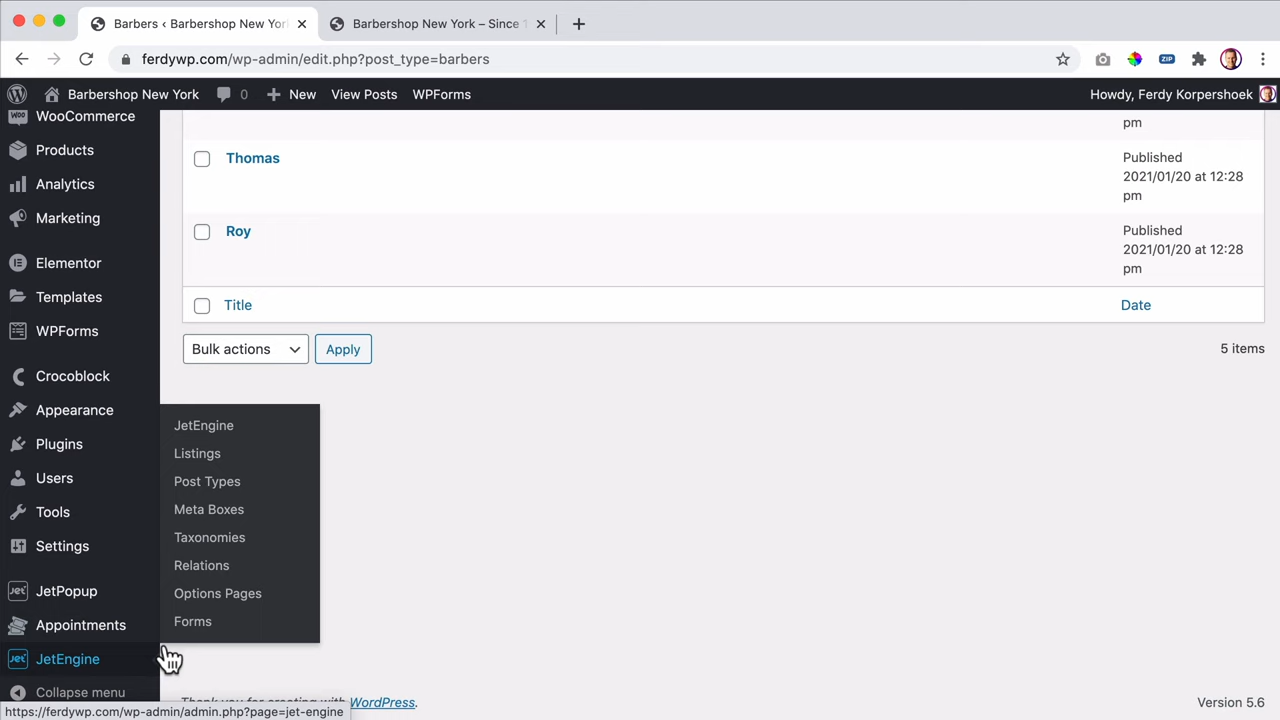 Barbers ‹ Barbershop New Yor
Barbershop New York – Since 1
ferdywp.com/wp-admin/edit.php?post_type=barbers
ZIP
Barbershop New York
0
New
View Posts
WPForms
Howdy, Ferdy Korpershoek
WooCommerce
Products
Analytics
Marketing
Elementor
Templates
WPForms
Crocoblock
Appearance
Plugins
Users
Tools
Settings
JetPopup
Appointments
JetEngine
Collapse menu
pm
Thomas
Published
2021/01/20 at 12:28
pm
Roy
Published
2021/01/20 at 12:28
pm
Title
Date
Bulk actions
Apply
5 items
JetEngine
Listings
Post Types
Meta Boxes
Taxonomies
Relations
Options Pages
Forms
Thank you for creating with WordPress.
Version 5.6
https://ferdywp.com/wp-admin/admin.php?page=jet-engine